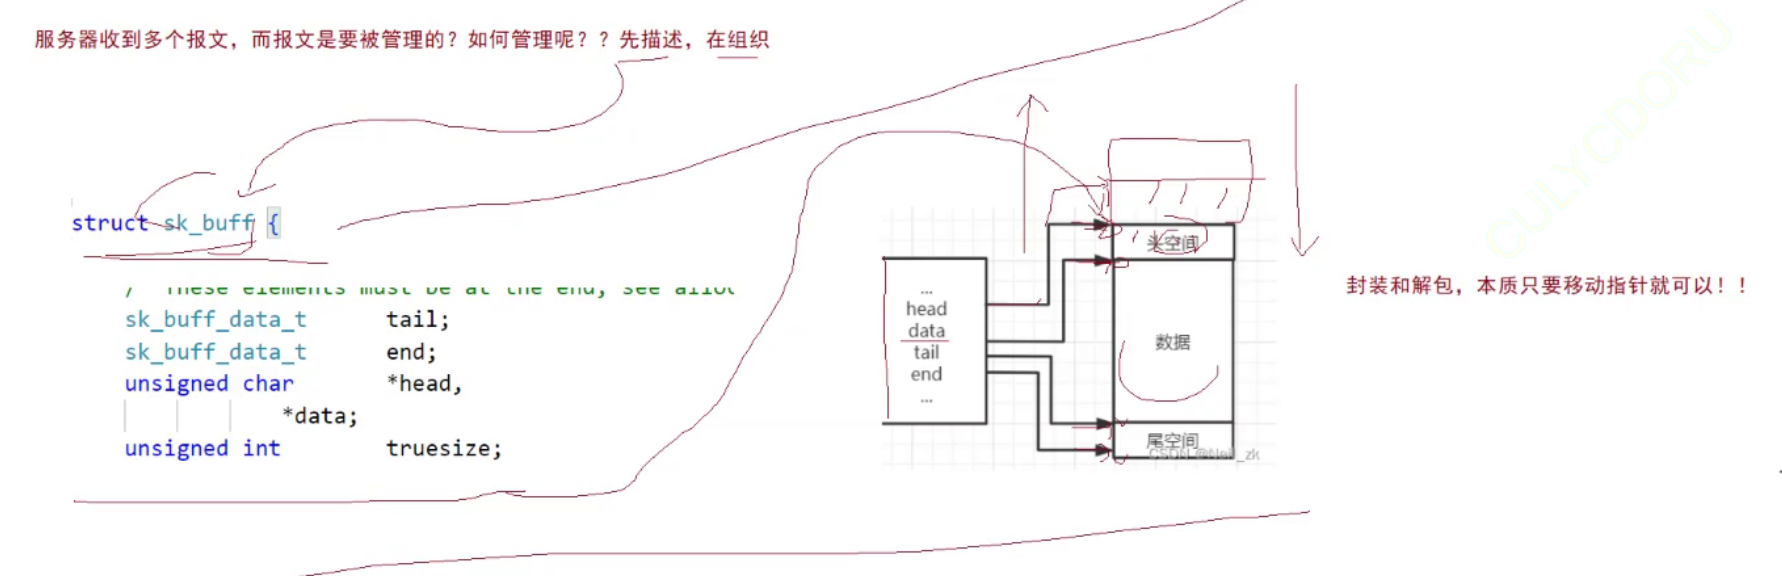 服务器收到多个报文，而报文是要被管理的？如何管理呢？？先描述，在组织
struct sk_buff {
/* These elements must be at the end, see alloc
sk_buff_data_t tail;
sk_buff_data_t end;
unsigned char *head,
*data;
unsigned int truesize;
...
head
data
tail
end
...
头空间
数据
尾空间
CSDN @Neil_zk
封装和解包，本质只要移动指针就可以！！
CULYCDORU